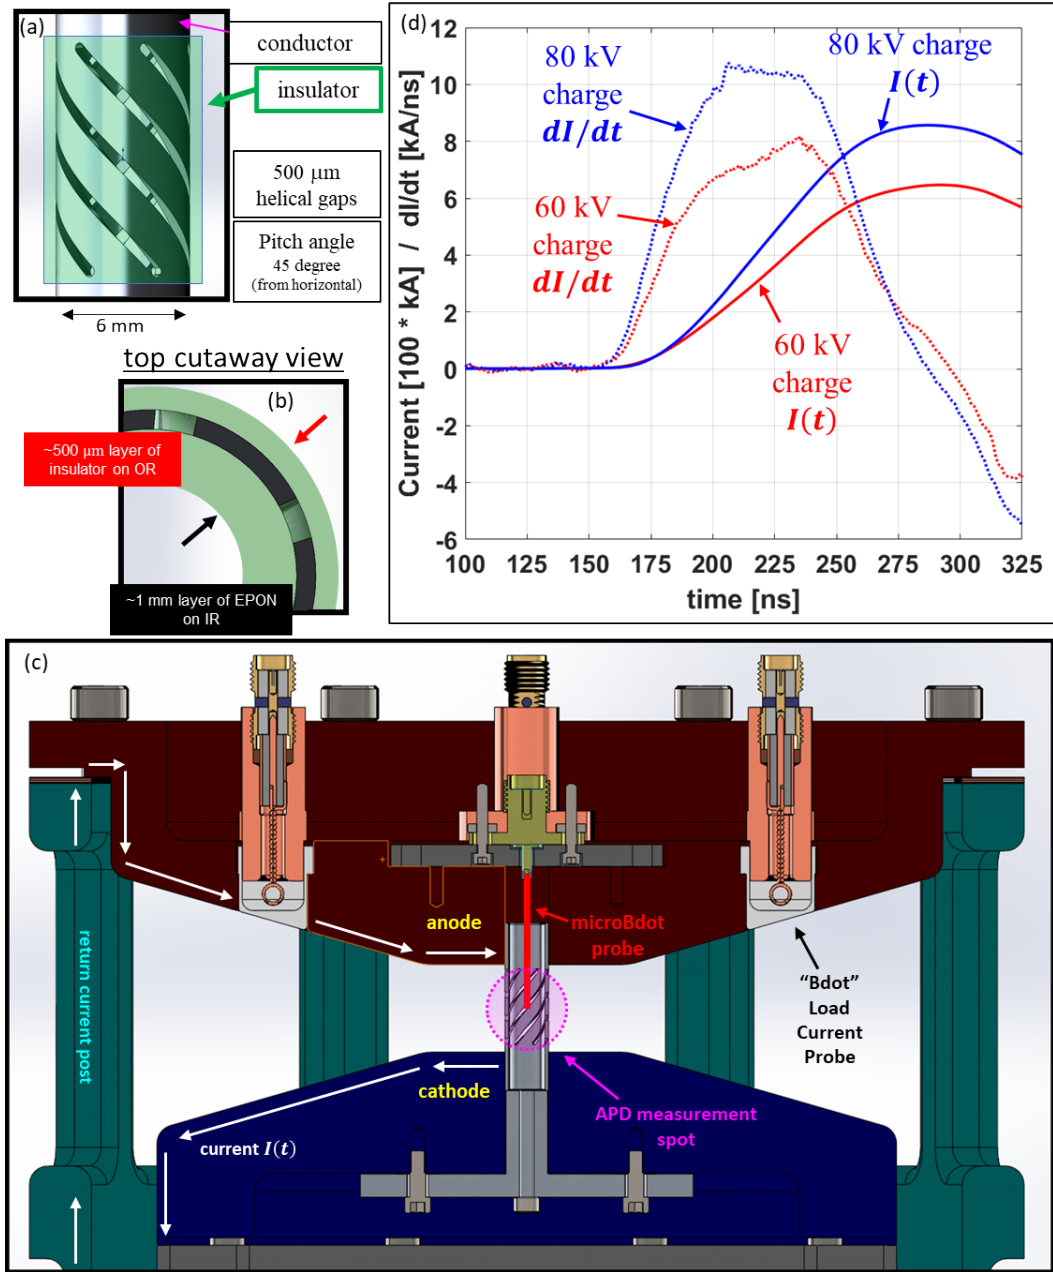 (a)
conductor
insulator
500 μm
helical gaps
Pitch angle
45 degree
(from horizontal)
6 mm
top cutaway view
(b)
~500 μm layer of
insulator on OR
~1 mm layer of EPON
on IR
(d)
Current [100 * kA] / dI/dt [kA/ns]
12
10
8
6
4
2
0
-2
-4
-6
80 kV
charge
dI/dt
80 kV charge
I(t)
60 kV
charge
dI/dt
60 kV
charge
I(t)
100
125
150
175
200
225
250
275
300
325
time [ns]
(c)
return current post
anode
microBdot
probe
"Bdot"
Load
Current
Probe
cathode
APD measurement
spot
current I(t)